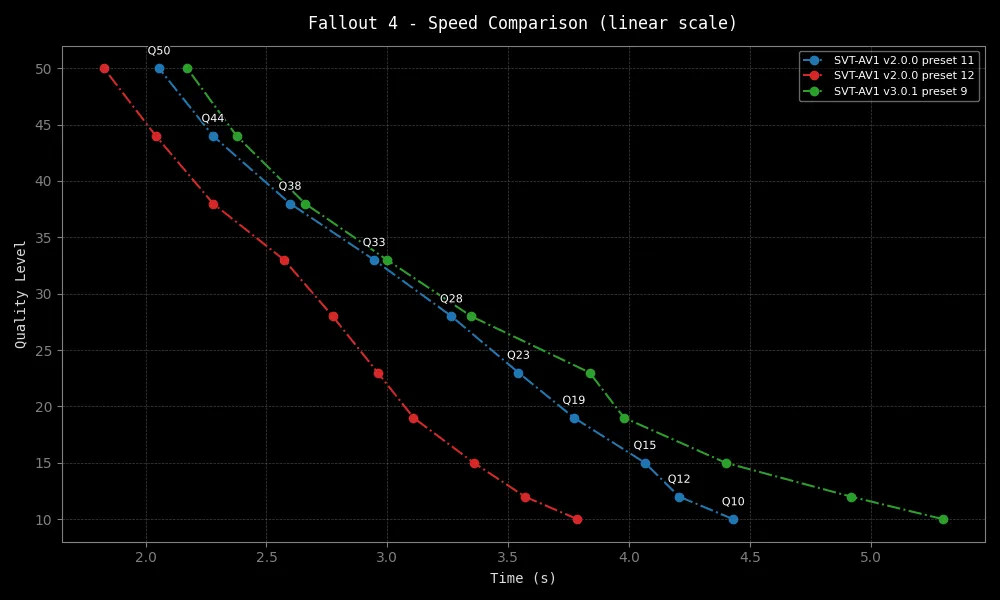 Fallout 4 - Speed Comparison (linear scale)
SVT-AV1 v2.0.0 preset 11
SVT-AV1 v2.0.0 preset 12
SVT-AV1 v3.0.1 preset 9
Quality Level
50
45
40
35
30
25
20
15
10
Q50
Q44
Q38
Q33
Q28
Q23
Q19
Q15
Q12
Q10
2.0 2.5 3.0 3.5 4.0 4.5 5.0
Time (s)